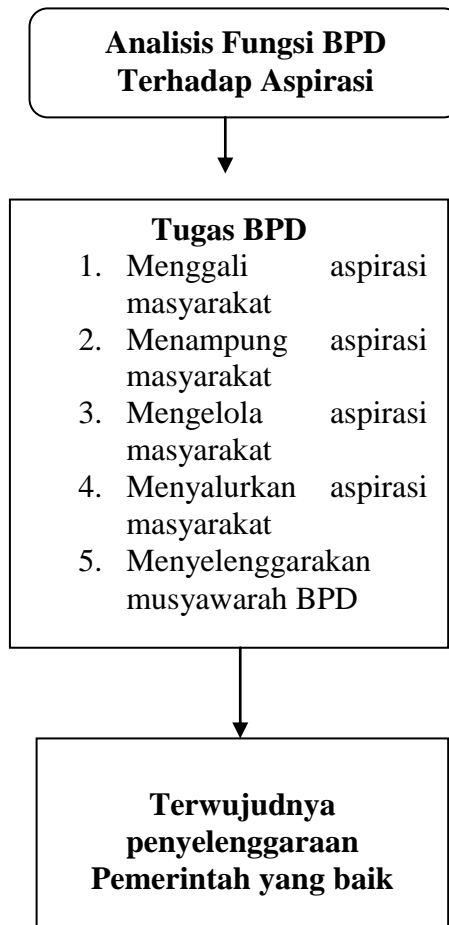 Analisis Fungsi BPD
Terhadap Aspirasi
Tugas BPD
1. Menggali aspirasi
masyarakat
2. Menampung aspirasi
masyarakat
3. Mengelola aspirasi
masyarakat
4. Menyalurkan aspirasi
masyarakat
5. Menyelenggarakan
musyawarah BPD
Terwujudnya
penyelenggaraan
Pemerintah yang baik